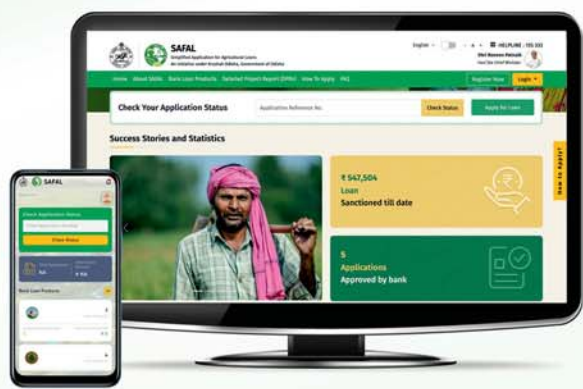 SAFAL
Simplified Application for Agricultural Loans
An initiative under Krushak Odisha, Government of Odisha
English
HELPLINE : 155 333
Shri Naveen Patnaik
Hon'ble Chief Minister
Home About SAFAL Bank Loan Products Detailed Project Report (DPRs) How To Apply FAQ
Register Now
Login
Check Your Application Status
Application Reference No.
Check Status
Apply for Loan
Success Stories and Statistics
₹ 547,504
Loan
Sanctioned till date
5
Applications
Approved by bank
How to Apply?
SAFAL
Check Application Status
Check Status
Bank Loan Products